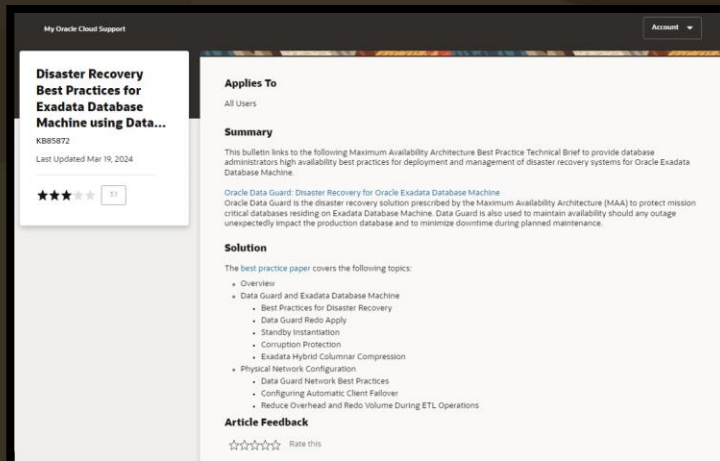 My Oracle Cloud Support
Account
Disaster Recovery
Best Practices for
Exadata Database
Machine using Data...
KB85872
Last Updated Mar 19, 2024
33
Applies To
All Users
Summary
This bulletin links to the following Maximum Availability Architecture Best Practice Technical Brief to provide database
administrators high availability best practices for deployment and management of disaster recovery systems for Oracle Exadata
Database Machine.
Oracle Data Guard: Disaster Recovery for Oracle Exadata Database Machine
Oracle Data Guard is the disaster recovery solution prescribed by the Maximum Availability Architecture (MAA) to protect mission
critical databases residing on Exadata Database Machine. Data Guard is also used to maintain availability should any outage
unexpectedly impact the production database and to minimize downtime during planned maintenance.
Solution
The best practice paper covers the following topics:
• Overview
• Data Guard and Exadata Database Machine
• Best Practices for Disaster Recovery
• Data Guard Redo Apply
• Standby Instantiation
• Corruption Protection
• Exadata Hybrid Columnar Compression
• Physical Network Configuration
• Data Guard Network Best Practices
• Configuring Automatic Client Failover
• Reduce Overhead and Redo Volume During ETL Operations
Article Feedback
Rate this